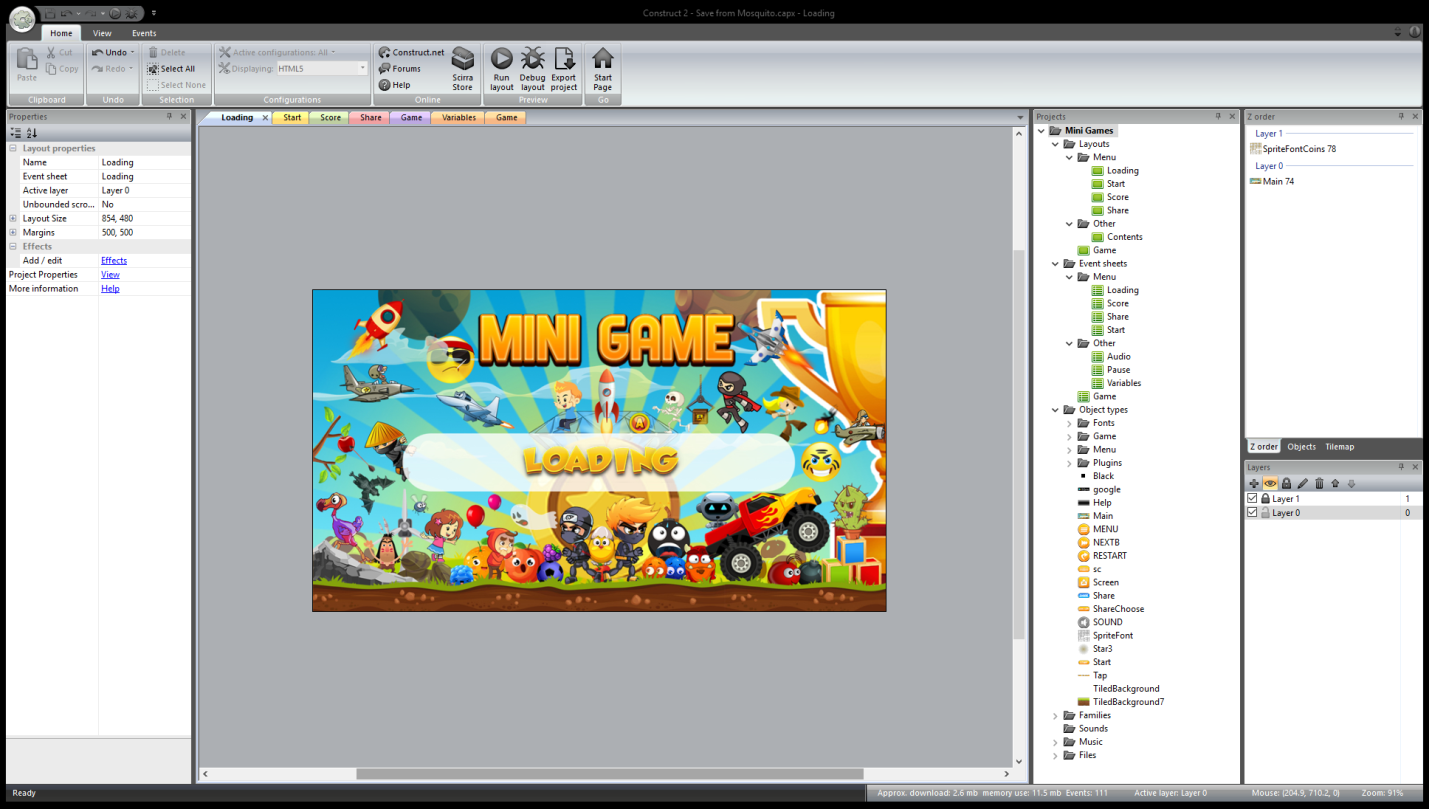 Construct 2 - Save from Mosquito.capx - Loading
Home View Events
Paste Cut Copy Clipboard
Undo Redo Undo
Delete Select All Select None Selection
Active configurations: All
Displaying: HTML5
Configurations
Construct.net Forums Help Scirra Store Online
Run layout Debug layout Export project Preview
Start Page Go
Properties
Layout properties
Name Loading
Event sheet Loading
Active layer Layer 0
Unbounded scro... No
Layout Size 854, 480
Margins 500, 500
Effects
Add / edit Effects
Project Properties View
More information Help
Loading Start Score Share Game Variables Game
MINI GAME
A
LOADING
Projects
Mini Games
Layouts
Menu
Loading
Start
Score
Share
Other
Contents
Game
Event sheets
Menu
Loading
Score
Share
Start
Other
Audio
Pause
Variables
Game
Object types
Fonts
Game
Menu
Plugins
Black
google
Help
Main
MENU
NEXTB
RESTART
sc
Screen
Share
ShareChoose
SOUND
SpriteFont
Star3
Start
Tap
TiledBackground
TiledBackground7
Families
Sounds
Music
Files
Z order
Layer 1
SpriteFontCoins 78
Layer 0
Main 74
Z order Objects Tilemap
Layers
Layer 1 1
Layer 0 0
Ready
Approx. download: 2.6 mb memory use: 11.5 mb Events: 111 Active layer: Layer 0 Mouse: (204.9, 710.2, 0) Zoom: 91%